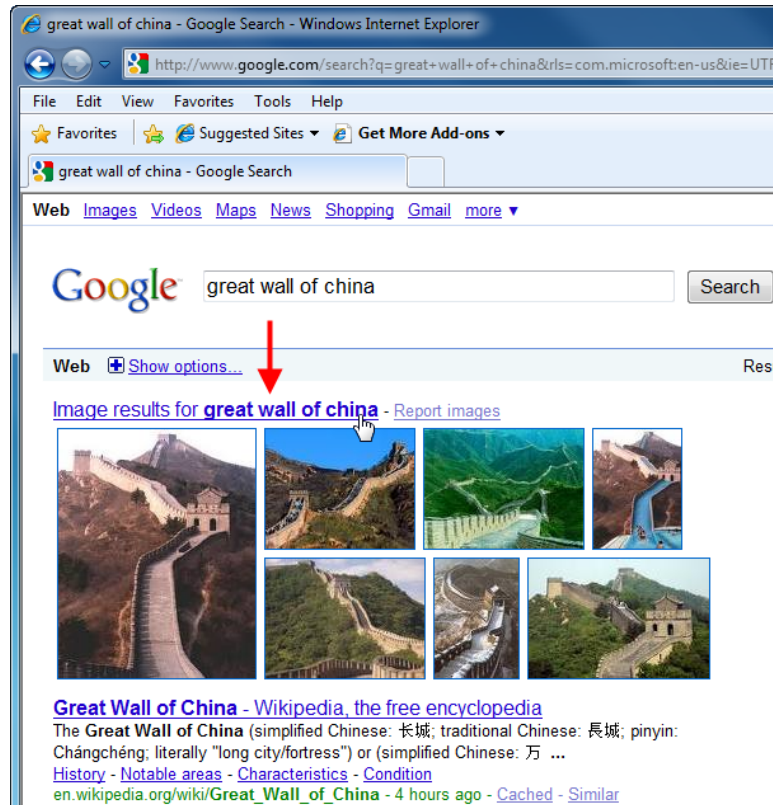 great wall of china - Google Search - Windows Internet Explorer
http://www.google.com/search?q=great+wall+of+china&rls=com.microsoft:en-us&ie=UTF
File Edit View Favorites Tools Help
Favorites Suggested Sites ▼ Get More Add-ons ▼
great wall of china - Google Search
Web Images Videos Maps News Shopping Gmail more ▼
Google great wall of china Search
Web Show options... Res
Image results for great wall of china - Report images
Great Wall of China - Wikipedia, the free encyclopedia
The Great Wall of China (simplified Chinese: 长城; traditional Chinese: 長城; pinyin:
Chángchéng; literally "long city/fortress") or (simplified Chinese: 万 ...
History - Notable areas - Characteristics - Condition
en.wikipedia.org/wiki/Great_Wall_of_China - 4 hours ago - Cached - Similar